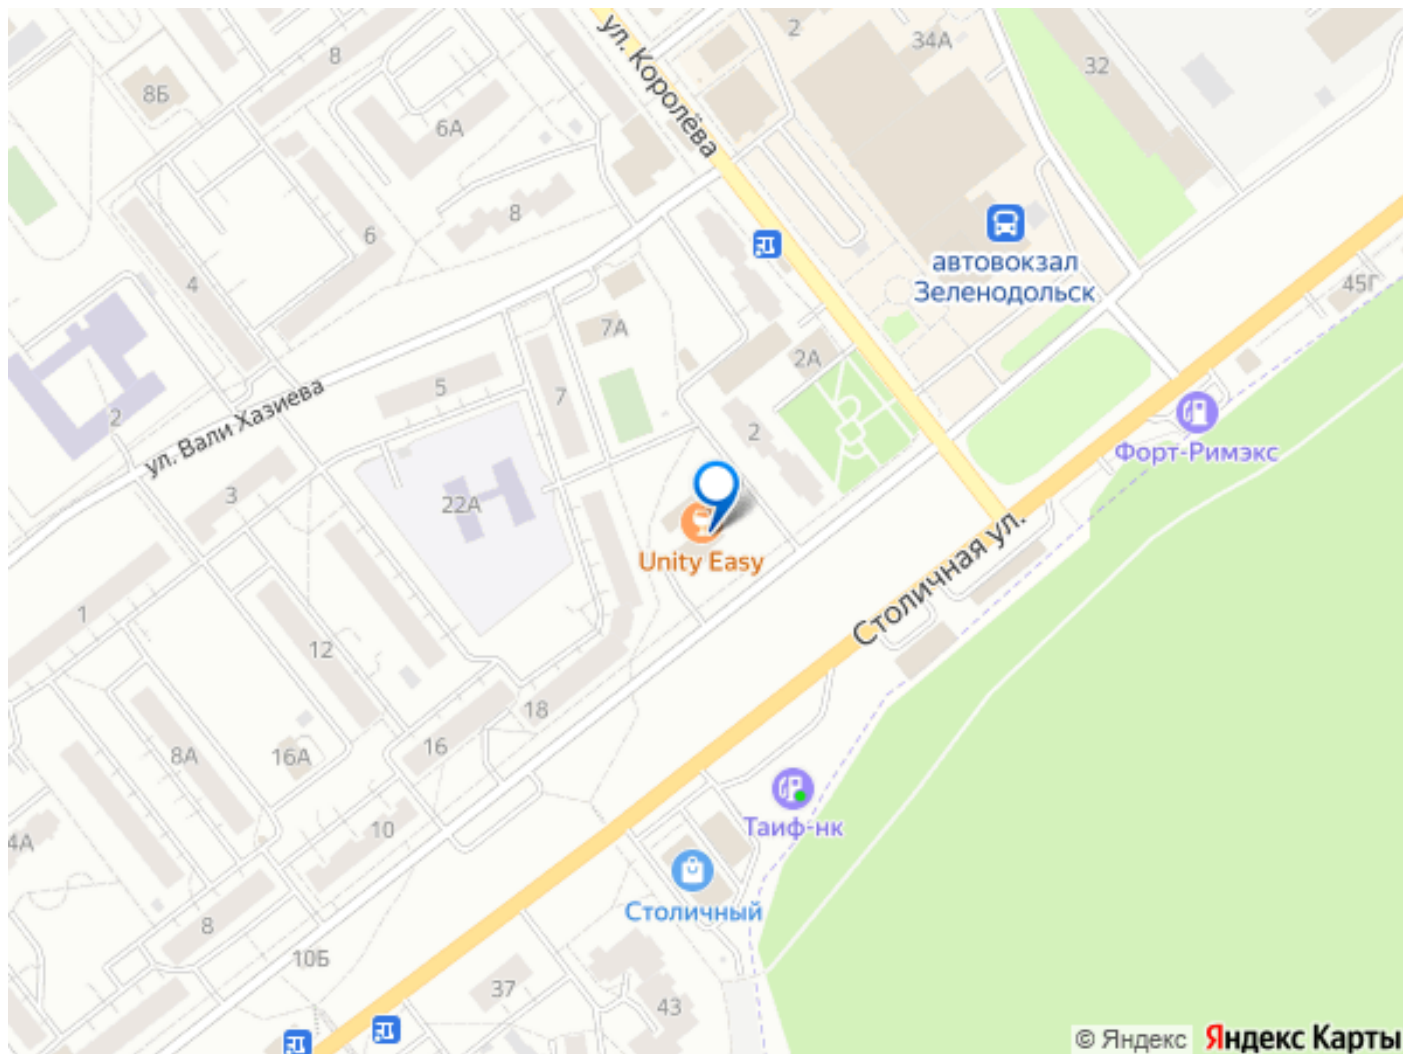 ул. Королёва
2
34А
32
8
8Б
6А
8
6
4
автовокзал
Зеленодольск
45Г
7А
2А
5
7
2
ул. Вали Хазиева
2
Форт-Римэкс
3
22А
Unity Easy
Столичная ул.
1
12
18
16
8А
16А
10
4А
Таиф-нк
Столичный
8
10Б
37
43
© Яндекс Яндекс Карты